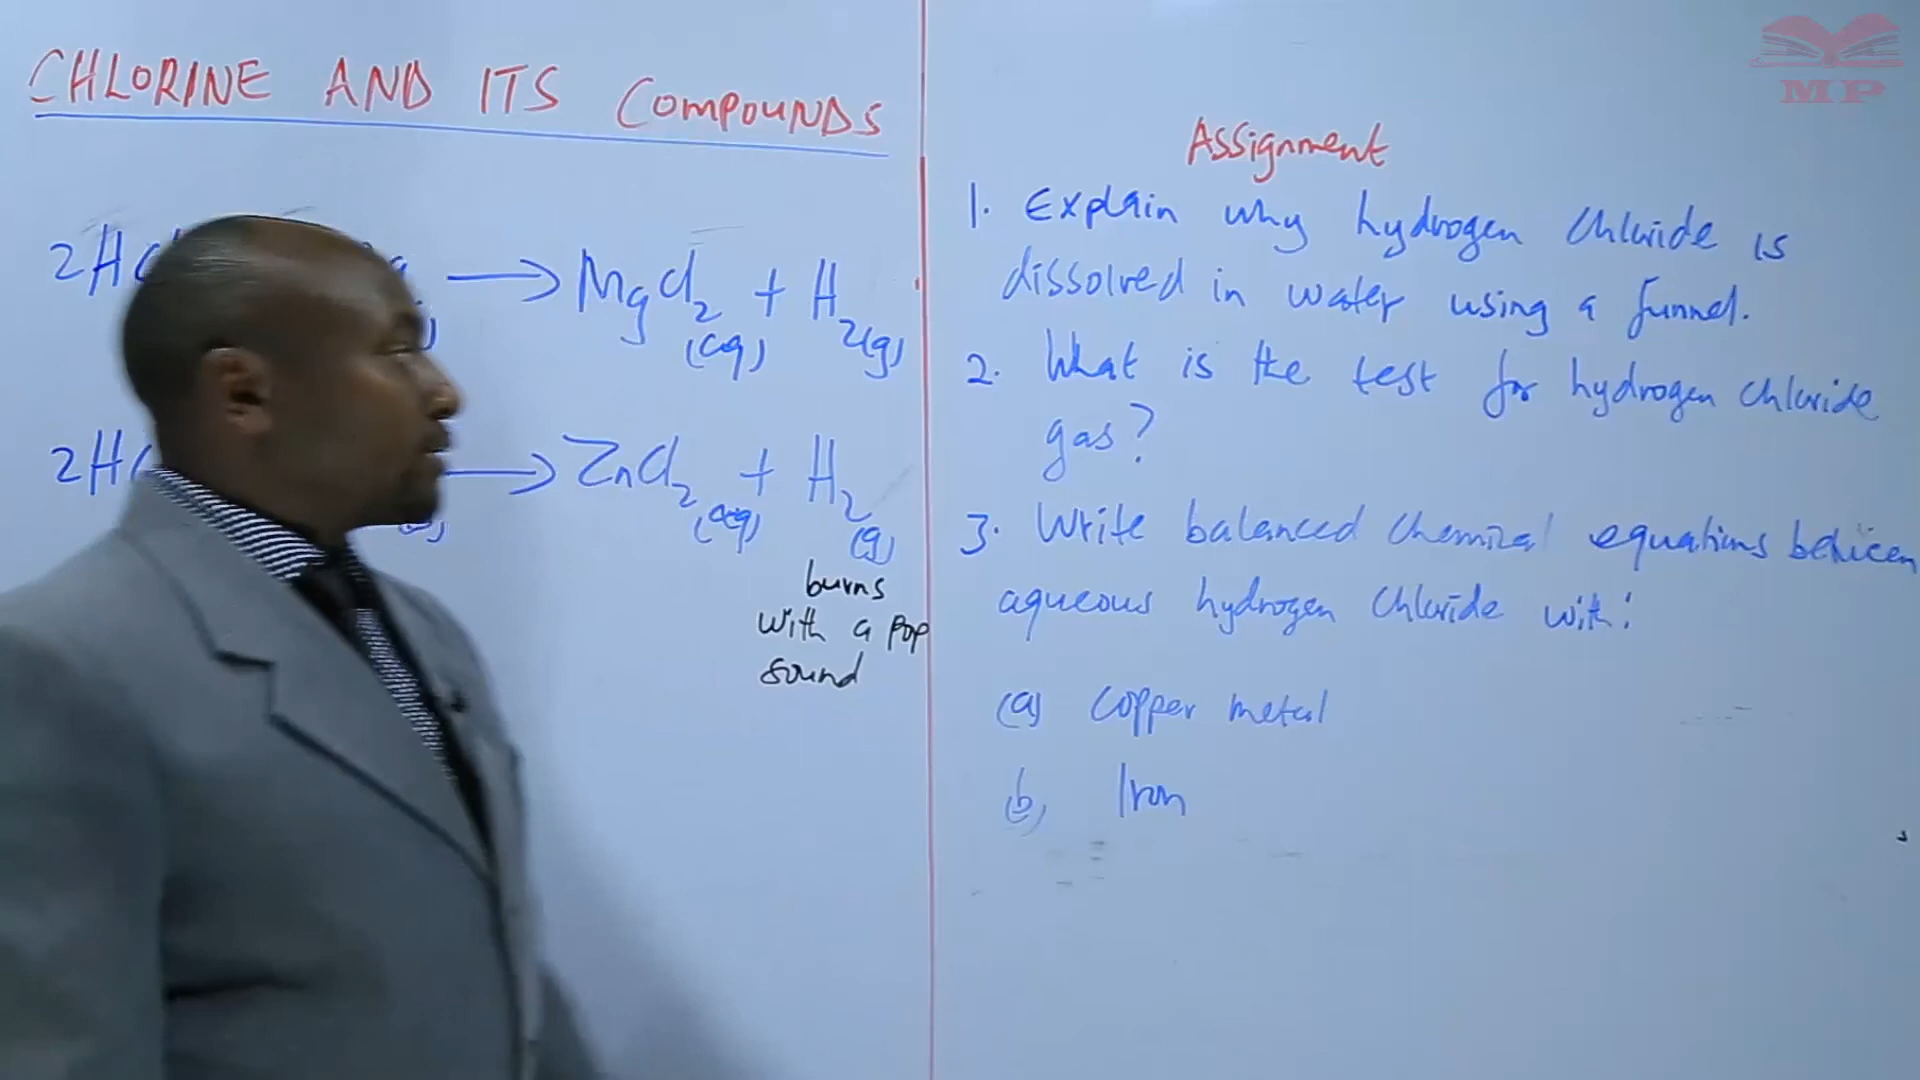 CHLORINE AND ITS COMPOUNDS
2HC → MgCl2(aq) + H2(g)
2HC → ZnCl2(aq) + H2(g)
burns
with a pop
sound
MP
Assignment
1. Explain why hydrogen chloride is
dissolved in water using a funnel.
2. What is the test for hydrogen chloride
gas?
3. Write balanced chemical equations between
aqueous hydrogen chloride with:
(a) copper metal
(b) Iron